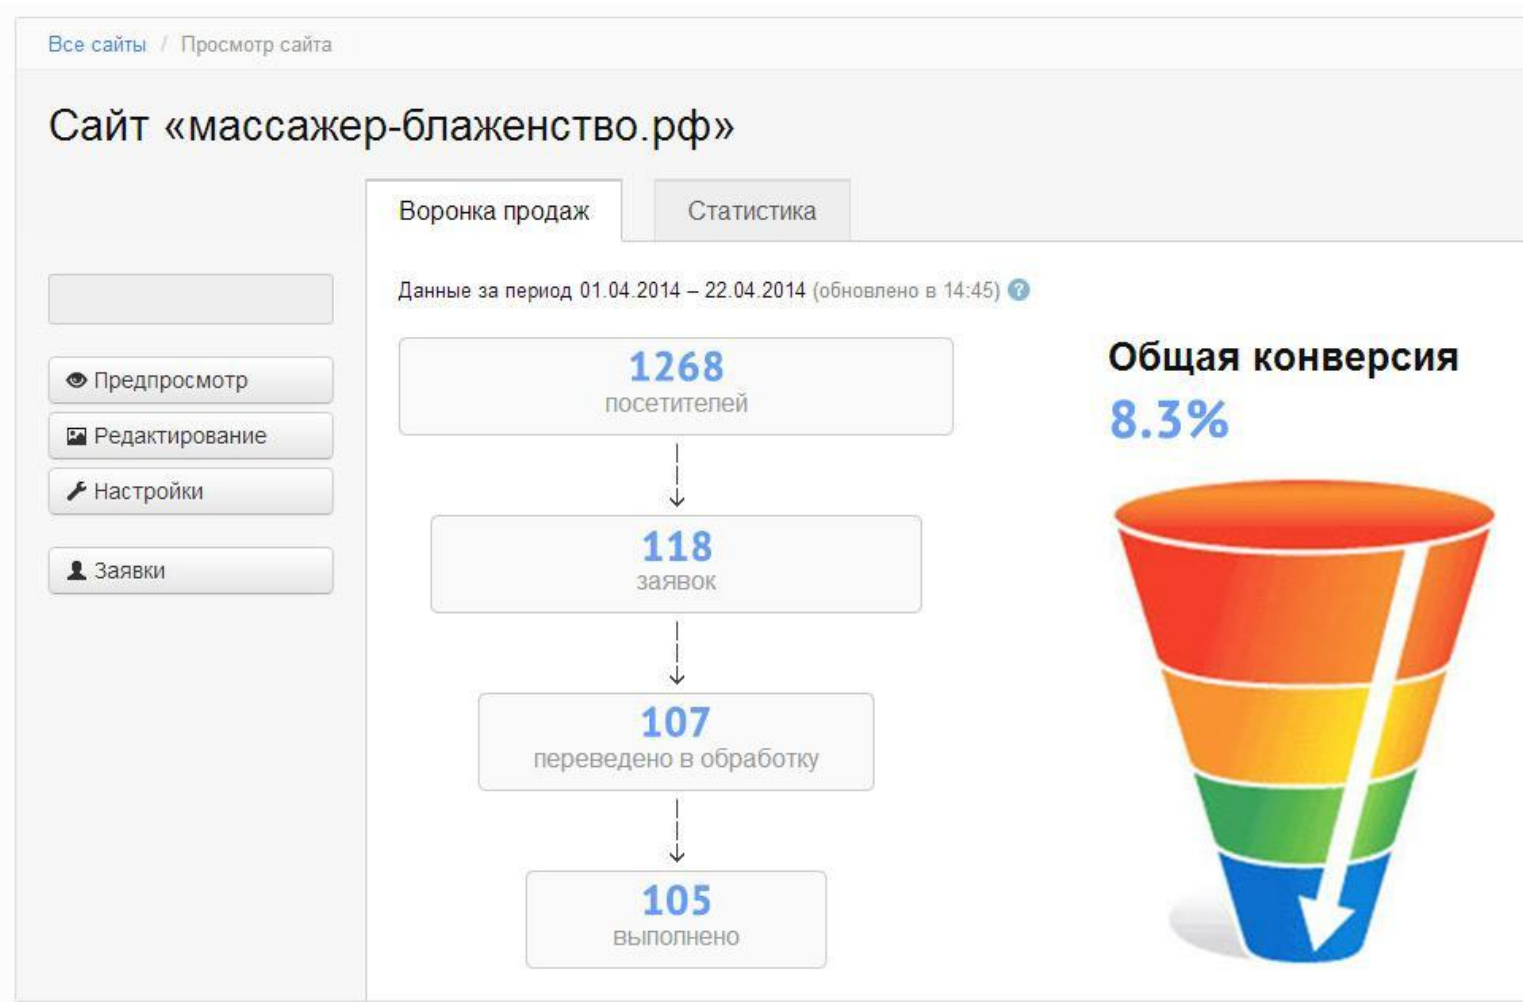 Все сайты / Просмотр сайта
Сайт «массажер-блаженство.рф»
Воронка продаж
Статистика
Данные за период 01.04.2014 – 22.04.2014 (обновлено в 14:45) ?
Предпросмотр
Редактирование
Настройки
Заявки
1268
посетителей
118
заявок
107
переведено в обработку
105
выполнено
Общая конверсия
8.3%